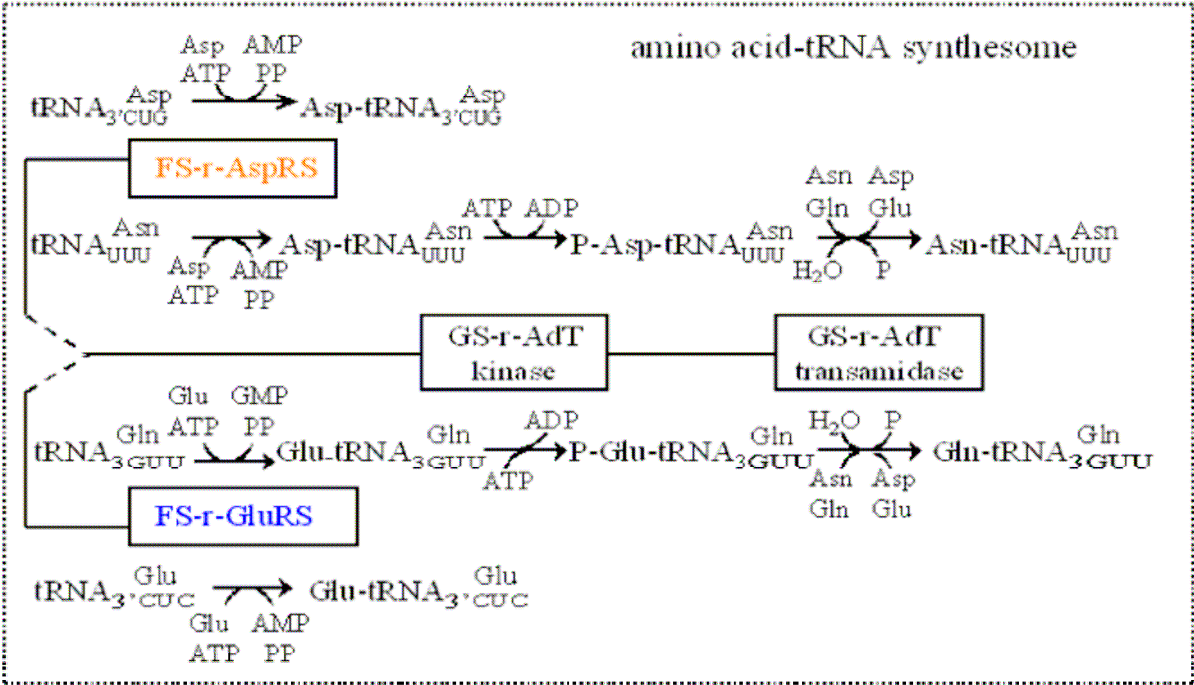 amino acid-tRNA synthesome
Asp AMP
ATP PP
tRNA3'CUG Asp Asp-tRNA3'CUG Asp
FS-r-AspRS
Asn Asp
ATP ADP Gln Glu
tRNAUUU Asn Asp-tRNAUUU Asn P-Asp-tRNAUUU Asn Asn-tRNAUUU Asn
Asp AMP H2O P
ATP PP
GS-r-AdT GS-r-AdT
kinase transamidase
Glu GMP ADP H2O P
ATP PP
tRNA3GUU Gln Glu-tRNA3GUU Gln P-Glu-tRNA3GUU Gln Gln-tRNA3GUU Gln
ATP Asn Asp
Gln Glu
FS-r-GluRS
tRNA3'CUC Glu Glu-tRNA3'CUC Glu
Glu AMP
ATP PP